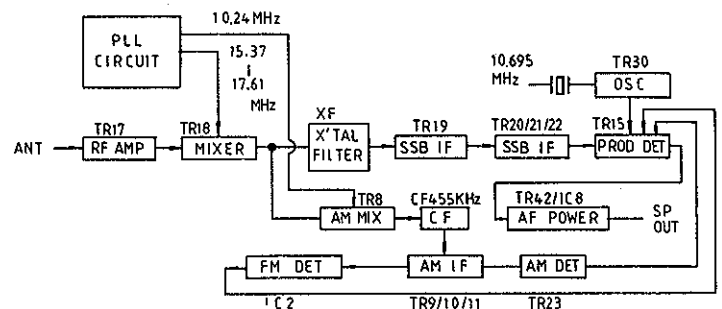 10,24MHz
PLL
CIRCUIT
15.37
17.61
MHz
10,695
MHz
TR30
OSC
XF
X'TAL
FILTER
ANT
TR17
RF AMP
TR18
MIXER
TR19
SSB IF
TR20/21/22
SSB IF
TR15
PROD DET
TR8
AM MIX
CF455KHz
CF
TR42/IC8
AF POWER
SP
OUT
FM DET
AM IF
AM DET
IC2
TR9/10/11
TR23